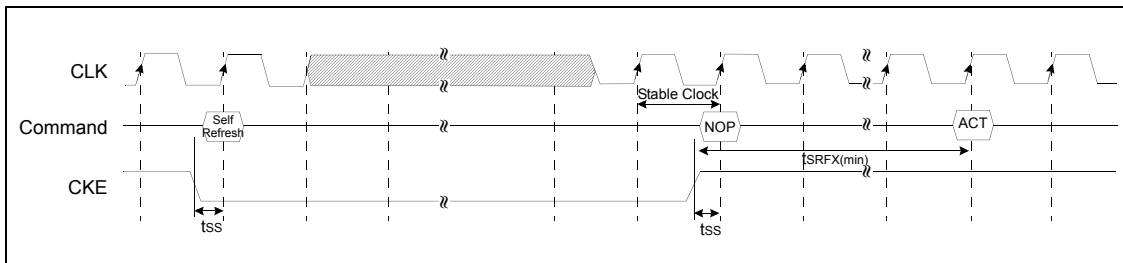 CLK
Stable Clock
Command
Self
Refresh
NOP
ACT
tSRFX(min)
CKE
tss
tss